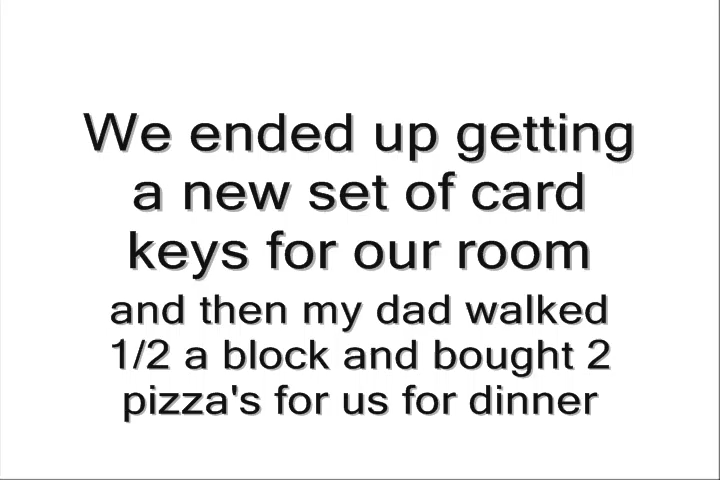 We ended up getting
a new set of card
keys for our room
and then my dad walked
1/2 a block and bought 2
pizza's for us for dinner